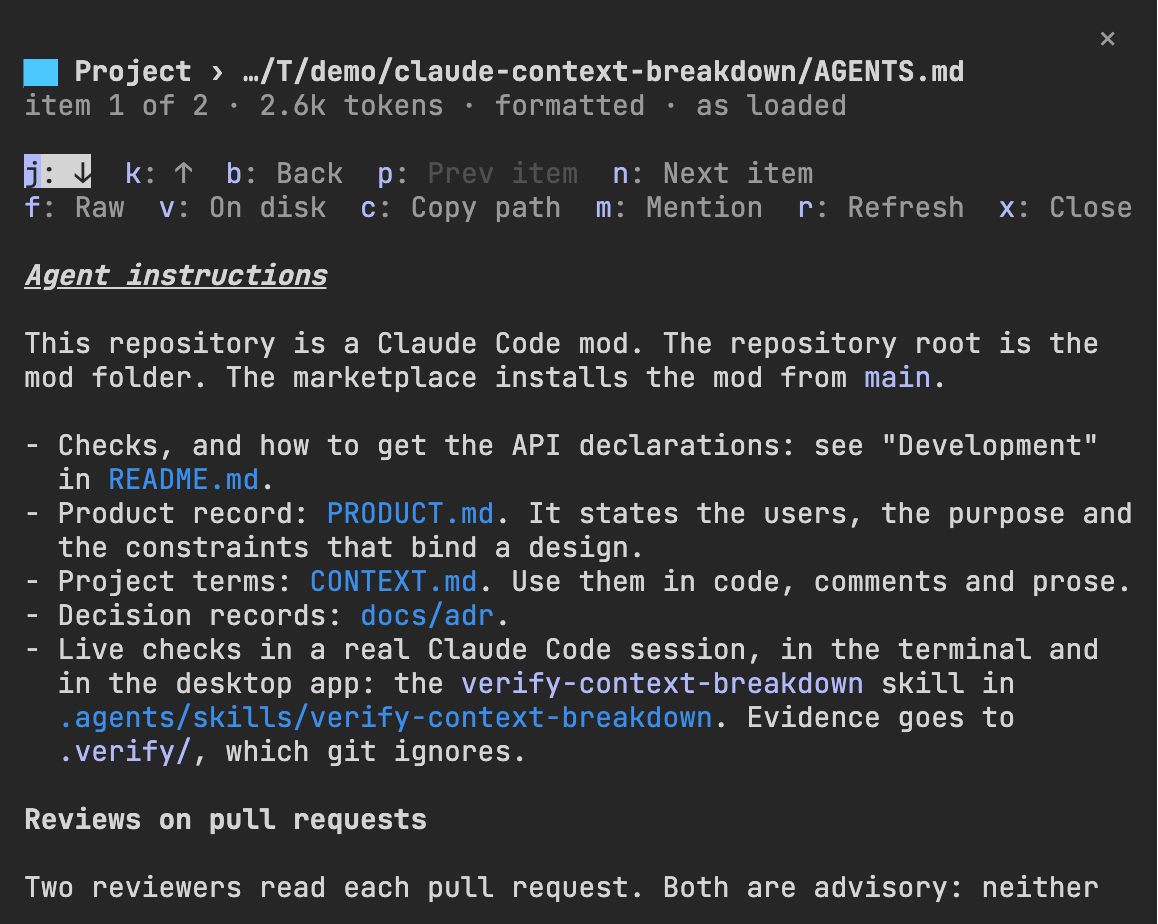 ×
Project › …/T/demo/claude-context-breakdown/AGENTS.md
item 1 of 2 · 2.6k tokens · formatted · as loaded
j: ↓ k: ↑ b: Back p: Prev item n: Next item
f: Raw v: On disk c: Copy path m: Mention r: Refresh x: Close
Agent instructions
This repository is a Claude Code mod. The repository root is the
mod folder. The marketplace installs the mod from main.
- Checks, and how to get the API declarations: see "Development"
in README.md.
- Product record: PRODUCT.md. It states the users, the purpose and
the constraints that bind a design.
- Project terms: CONTEXT.md. Use them in code, comments and prose.
- Decision records: docs/adr.
- Live checks in a real Claude Code session, in the terminal and
in the desktop app: the verify-context-breakdown skill in
.agents/skills/verify-context-breakdown. Evidence goes to
.verify/, which git ignores.
Reviews on pull requests
Two reviewers read each pull request. Both are advisory: neither